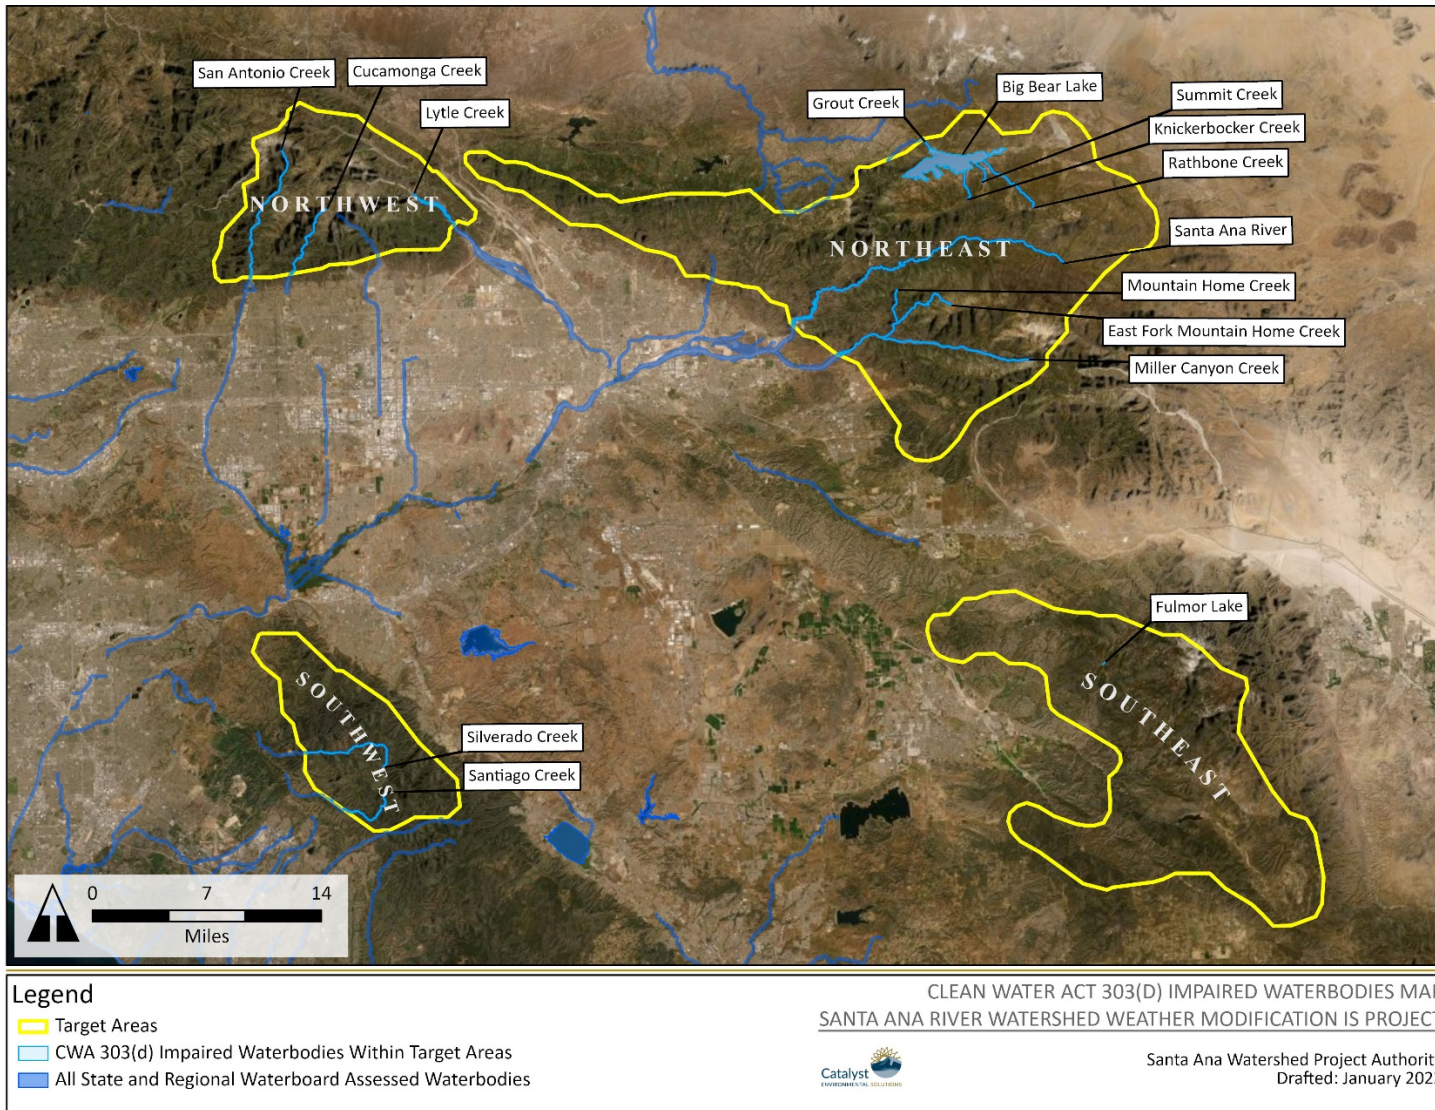 San Antonio Creek
Cucamonga Creek
Lytle Creek
Grout Creek
Big Bear Lake
Summit Creek
Knickerbocker Creek
Rathbone Creek
NORTHWEST
NORTHEAST
Santa Ana River
Mountain Home Creek
East Fork Mountain Home Creek
Miller Canyon Creek
Fulmor Lake
SOUTHWEST
SOUTHEAST
Silverado Creek
Santiago Creek
0 7 14
Miles
Legend
Target Areas
CWA 303(d) Impaired Waterbodies Within Target Areas
All State and Regional Waterboard Assessed Waterbodies
CLEAN WATER ACT 303(D) IMPAIRED WATERBODIES MA
SANTA ANA RIVER WATERSHED WEATHER MODIFICATION IS PROJECT
Catalyst
ENVIRONMENTAL SOLUTIONS
Santa Ana Watershed Project Authorit
Drafted: January 202